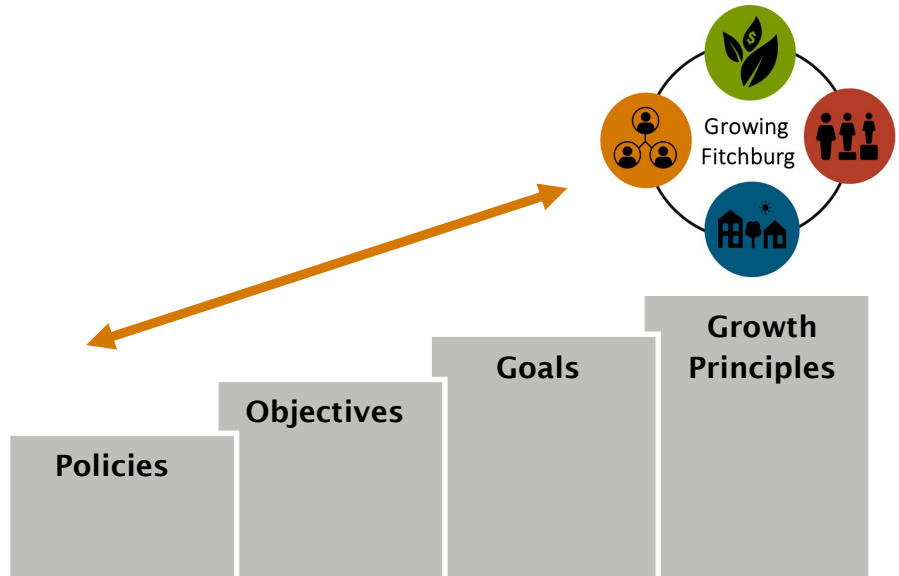 $
Growing
Fitchburg
Growth
Principles
Goals
Objectives
Policies